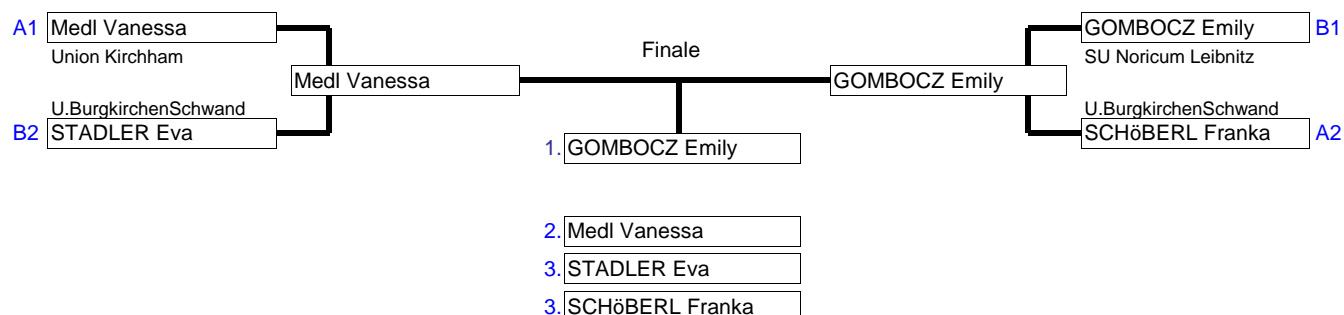 A1 Medl Vanessa
Union Kirchham
Medl Vanessa
U.BurgkirchenSchwand
B2 STADLER Eva
Finale
GOMBOCZ Emily B1
SU Noricum Leibnitz
GOMBOCZ Emily
U.BurgkirchenSchwand
SCHöBERL Franka A2
1. GOMBOCZ Emily
2. Medl Vanessa
3. STADLER Eva
3. SCHöBERL Franka